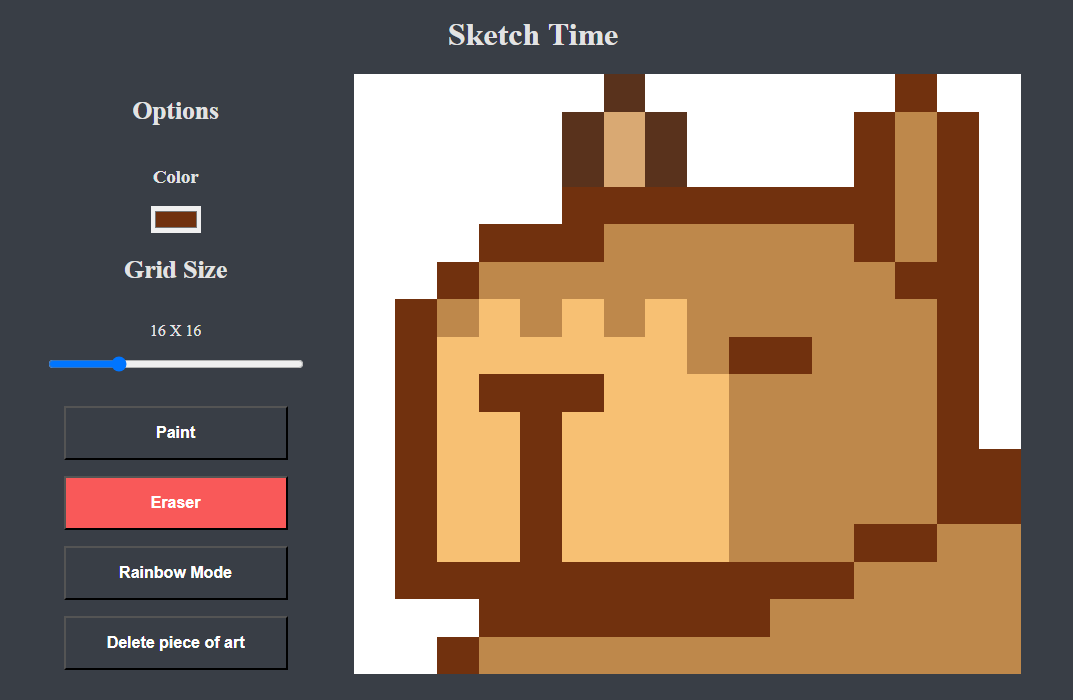 Sketch Time
Options
Color
Grid Size
16 X 16
Paint
Eraser
Rainbow Mode
Delete piece of art